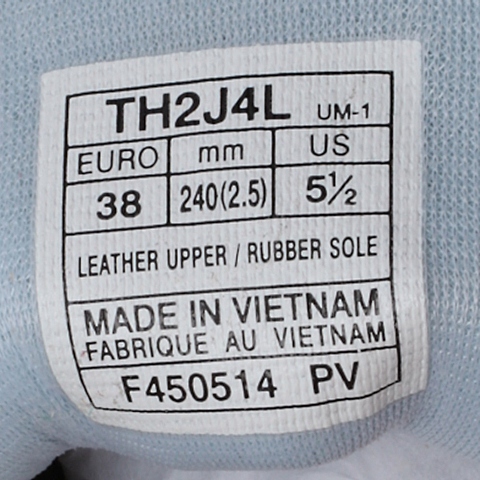 TH2J4L UM-1
EURO mm US
38 240(2.5) 5½
LEATHER UPPER / RUBBER SOLE
MADE IN VIETNAM
FABRIQUE AU VIETNAM
F450514 PV